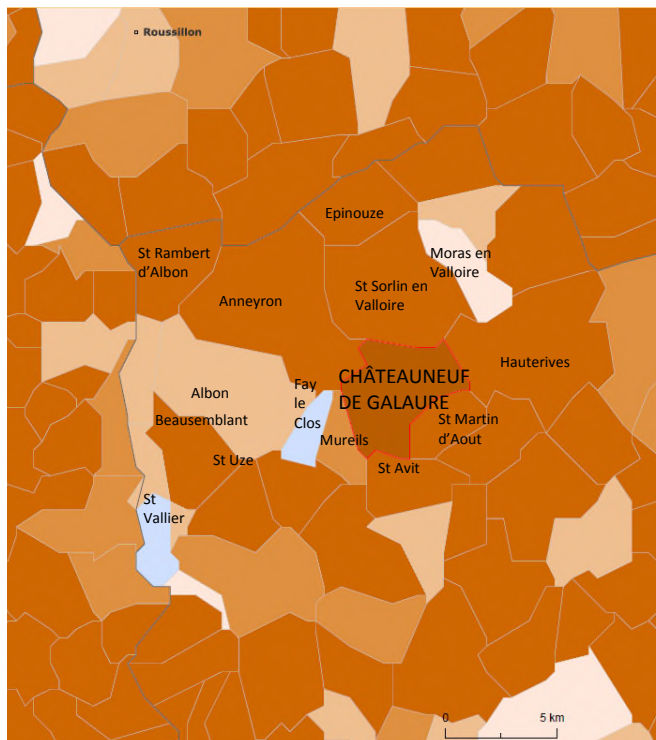 Roussillon
Epinouze
St Rambert
d'Albon
Moras en
Valloire
Anneyron
St Sorlin en
Valloire
Hauterives
CHÂTEAUNEUF
DE GALAURE
Albon
Fay
le
Clos
Beausemblant
St Martin
d'Aout
Mureils
St Uze
St Avit
St
Vallier
0 5 km